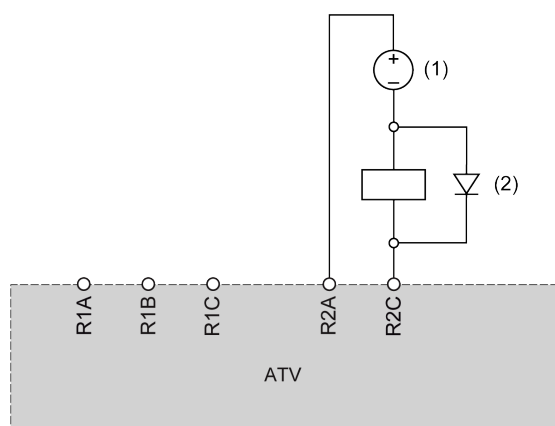 +
(1)
−
(2)
R1A
R1B
R1C
R2A
R2C
ATV